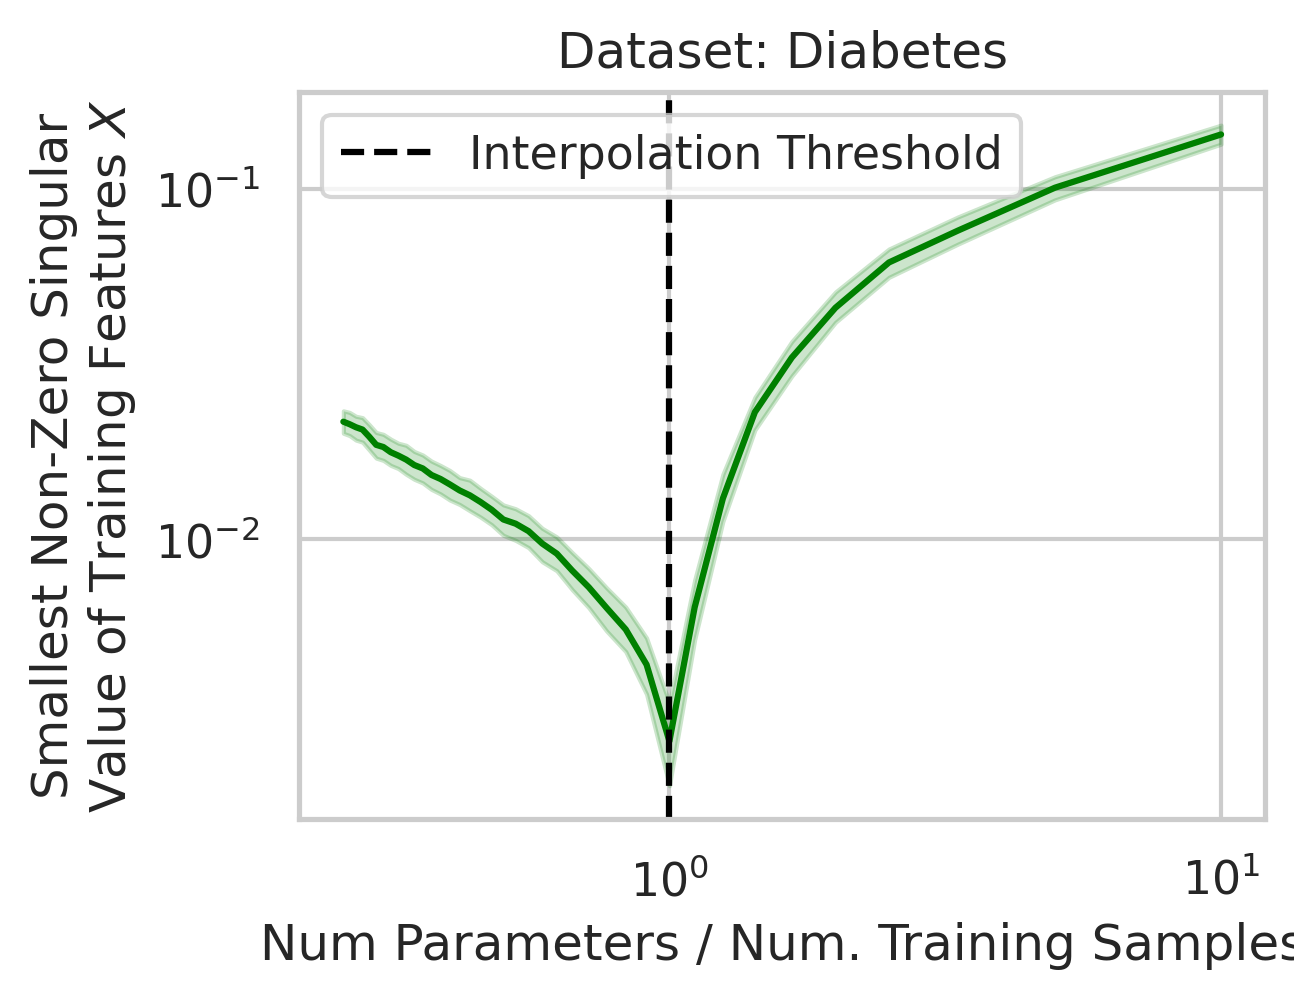 Dataset: Diabetes
Interpolation Threshold
Smallest Non-Zero Singular
Value of Training Features X
10⁻¹
10⁻²
10⁰
10¹
Num Parameters / Num. Training Samples